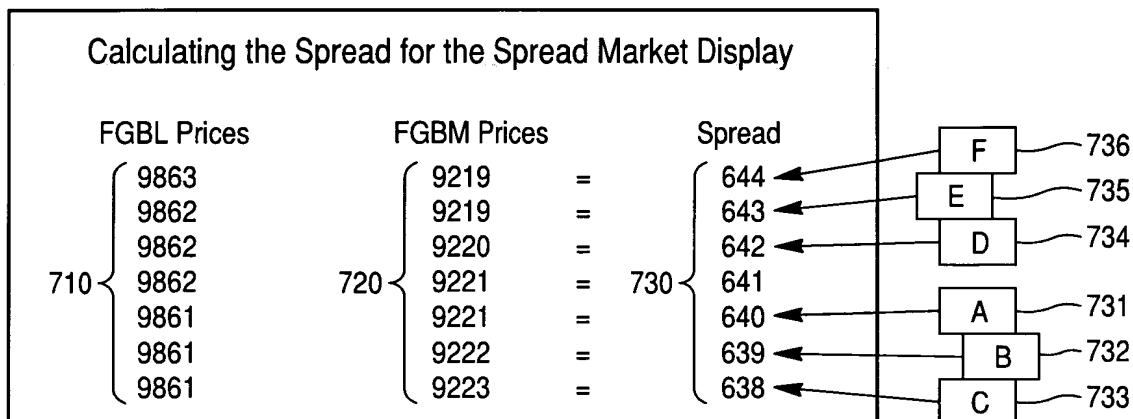 Calculating the Spread for the Spread Market Display
FGBL Prices FGBM Prices Spread
9863 9219 = 644 F 736
9862 9219 = 643 E 735
9862 9220 = 642 D 734
710 9862 720 9221 = 730 641
9861 9221 = 640 A 731
9861 9222 = 639 B 732
9861 9223 = 638 C 733